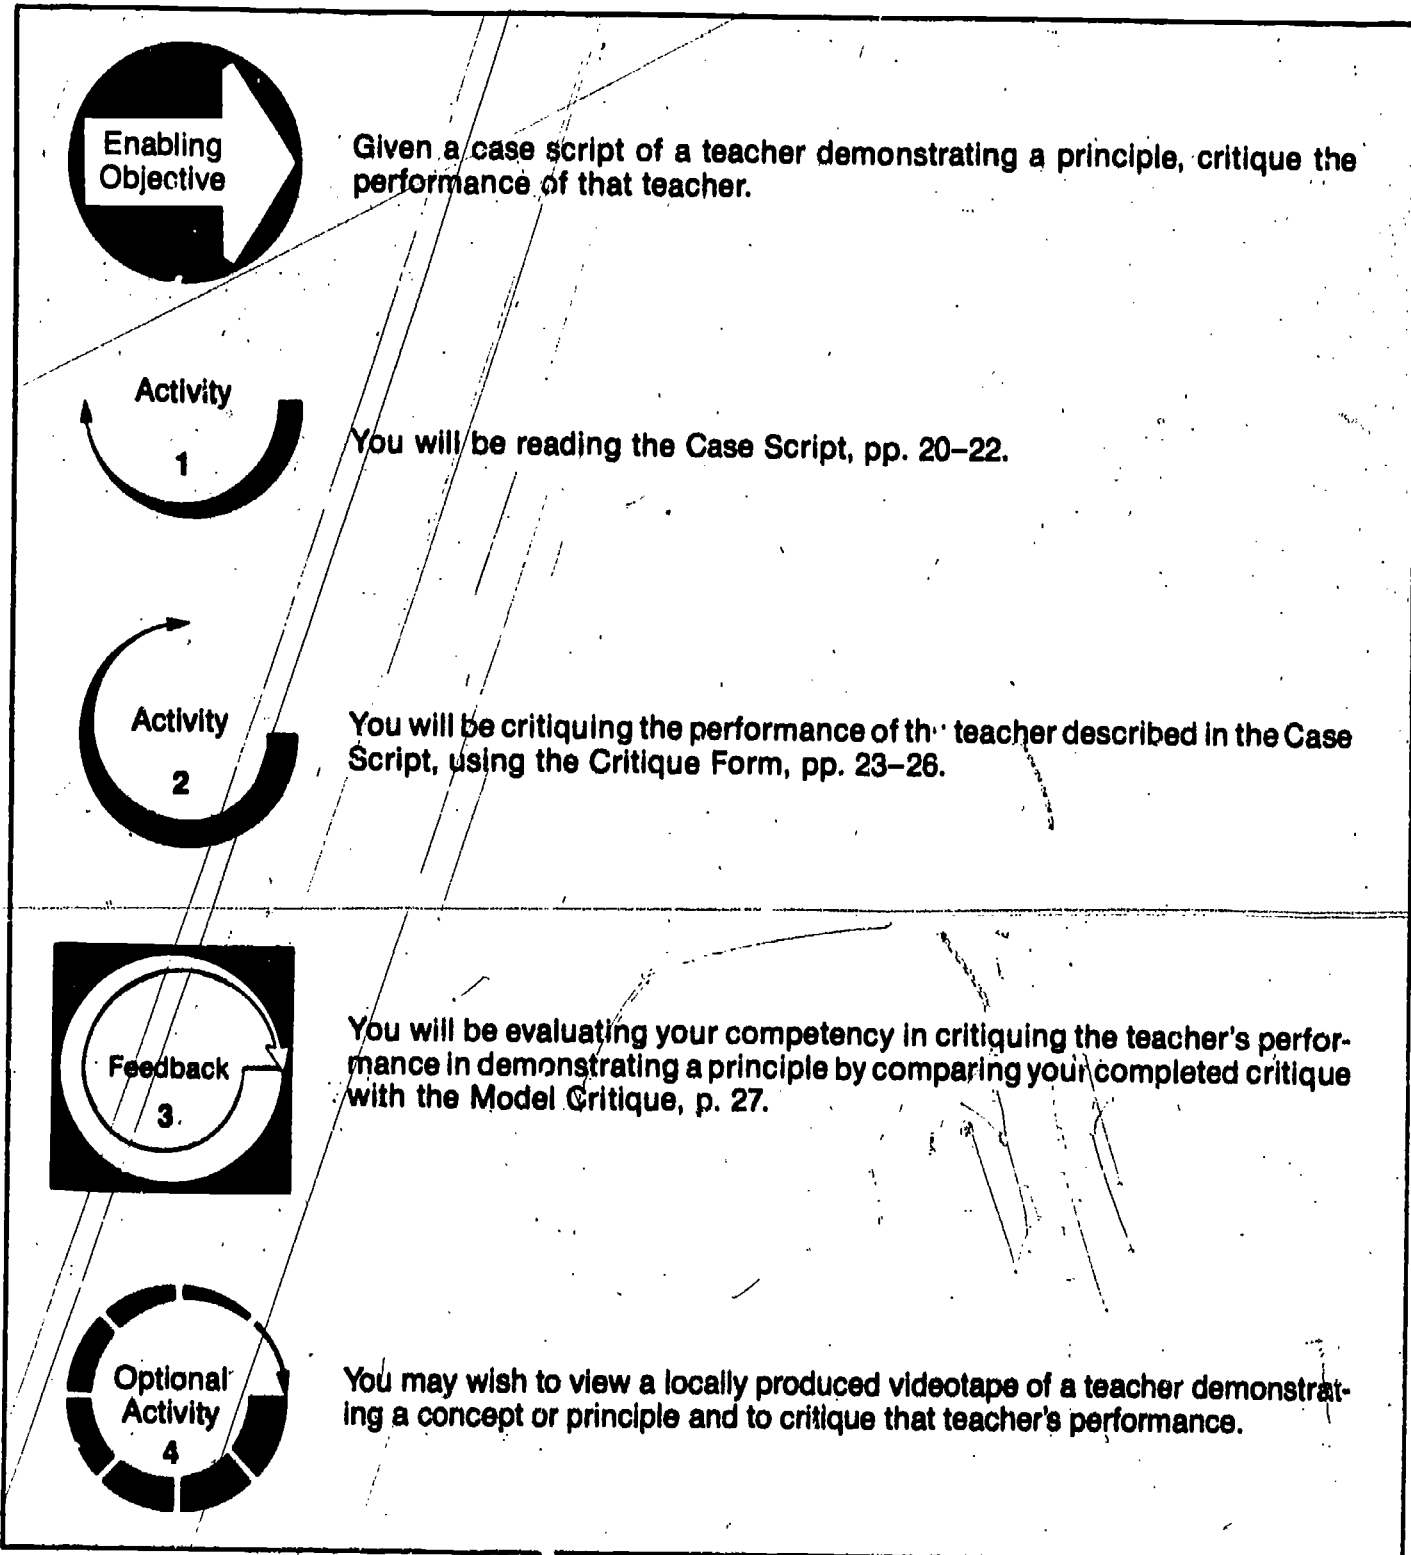 Enabling
Objective
Given a case script of a teacher demonstrating a principle, critique the
performance of that teacher.
Activity
1
You will be reading the Case Script, pp. 20–22.
Activity
2
You will be critiquing the performance of th teacher described in the Case
Script, using the Critique Form, pp. 23–26.
Feedback
3
You will be evaluating your competency in critiquing the teacher's perfor-
mance in demonstrating a principle by comparing your completed critique
with the Model Critique, p. 27.
Optional
Activity
4
You may wish to view a locally produced videotape of a teacher demonstrat-
ing a concept or principle and to critique that teacher's performance.